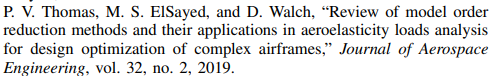 P. V. Thomas, M. S. ElSayed, and D. Walch, “Review of model order
reduction methods and their applications in aeroelasticity loads analysis
for design optimization of complex airframes,” Journal of Aerospace
Engineering, vol. 32, no. 2, 2019.